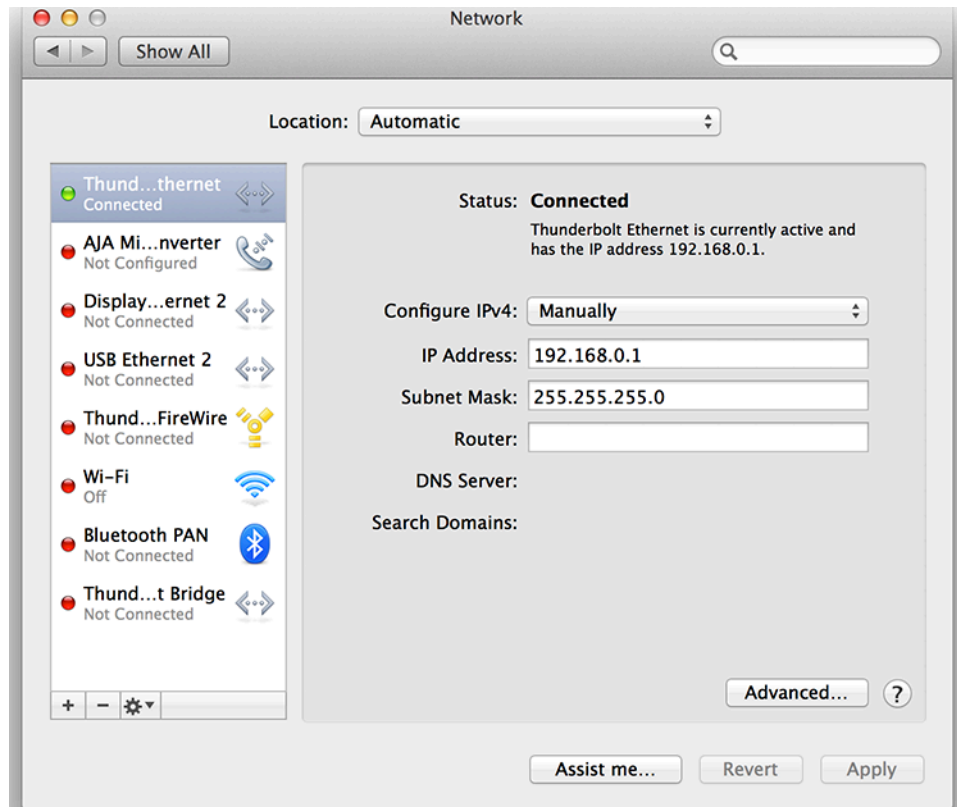 Network
Show All
Location: Automatic
Thund...thernet
Connected
AJA Mi...nverter
Not Configured
Display...ernet 2
Not Connected
USB Ethernet 2
Not Connected
Thund...FireWire
Not Connected
Wi-Fi
Off
Bluetooth PAN
Not Connected
Thund...t Bridge
Not Connected
+ −
Status: Connected
Thunderbolt Ethernet is currently active and
has the IP address 192.168.0.1.
Configure IPv4: Manually
IP Address: 192.168.0.1
Subnet Mask: 255.255.255.0
Router:
DNS Server:
Search Domains:
Advanced... ?
Assist me... Revert Apply